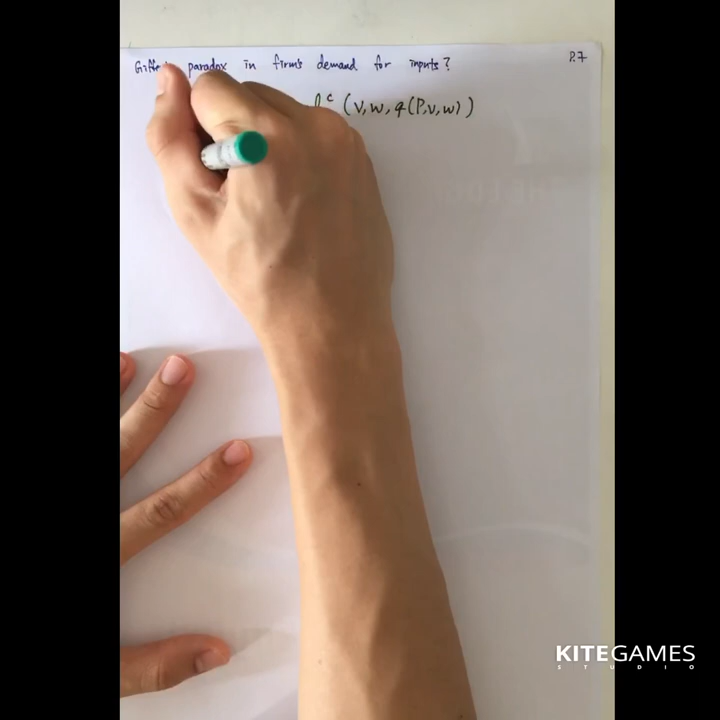 paradox in firm's demand for inputs? P.7
l^c (v, w, q(P, v, w))
KITEGAMES
STUDIO